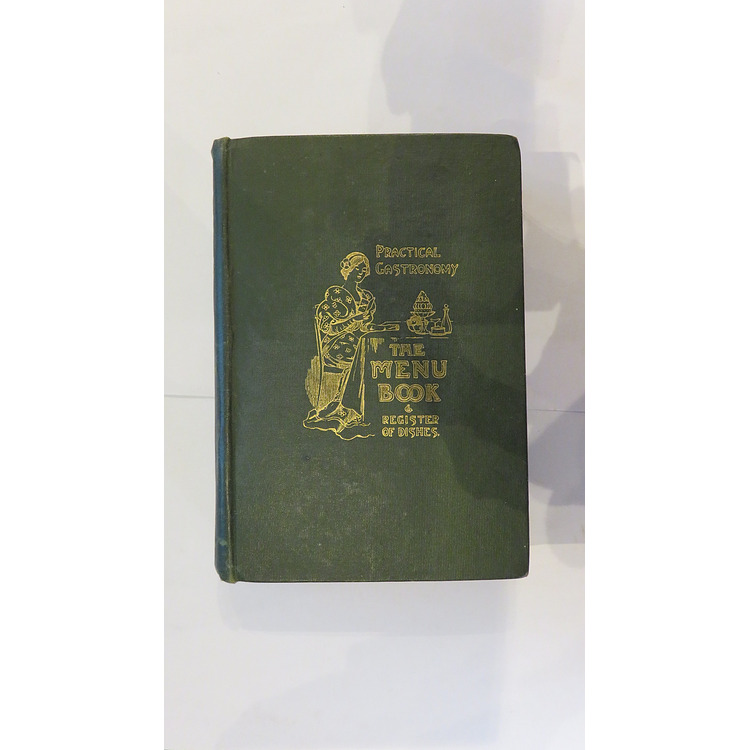 PRACTICAL
GASTRONOMY
THE
MENU
BOOK
&
REGISTER
OF DISHES.